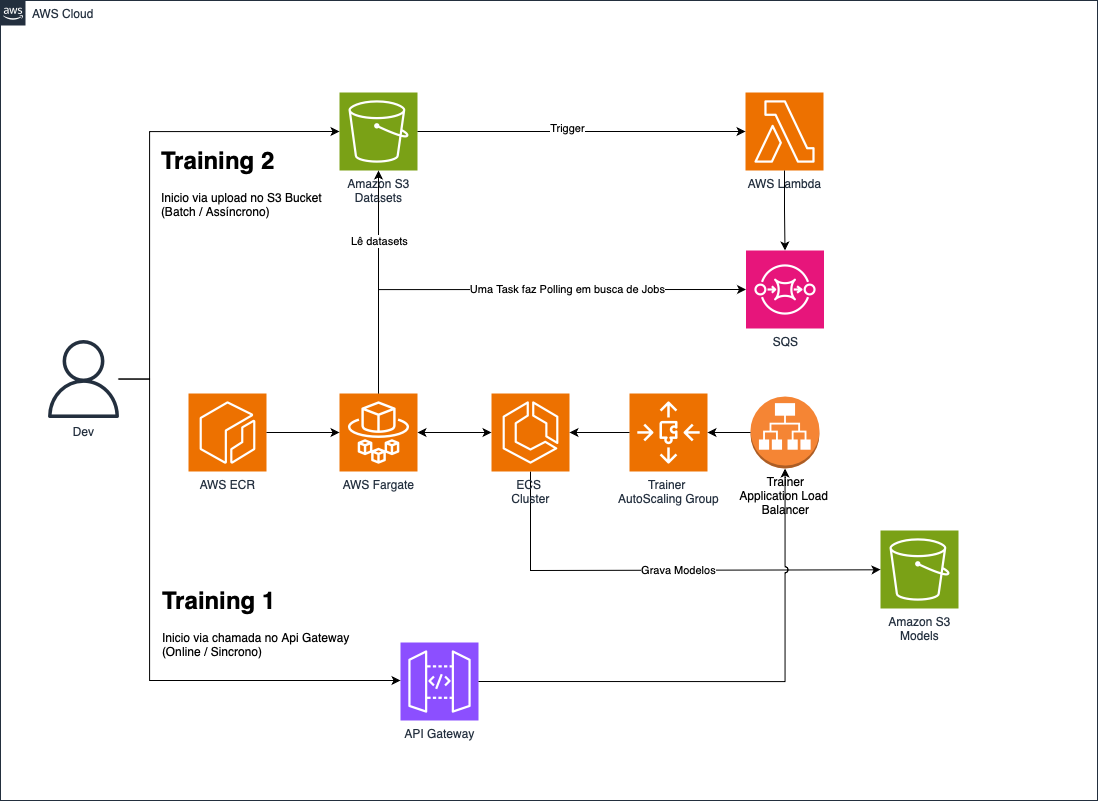 aws
AWS Cloud
Training 2
Inicio via upload no S3 Bucket
(Batch / Assíncrono)
Amazon S3
Datasets
Trigger
AWS Lambda
Lê datasets
Uma Task faz Polling em busca de Jobs
SQS
Dev
AWS ECR
AWS Fargate
ECS
Cluster
Trainer
AutoScaling Group
Trainer
Application Load
Balancer
Grava Modelos
Amazon S3
Models
Training 1
Inicio via chamada no Api Gateway
(Online / Sincrono)
</>
API Gateway